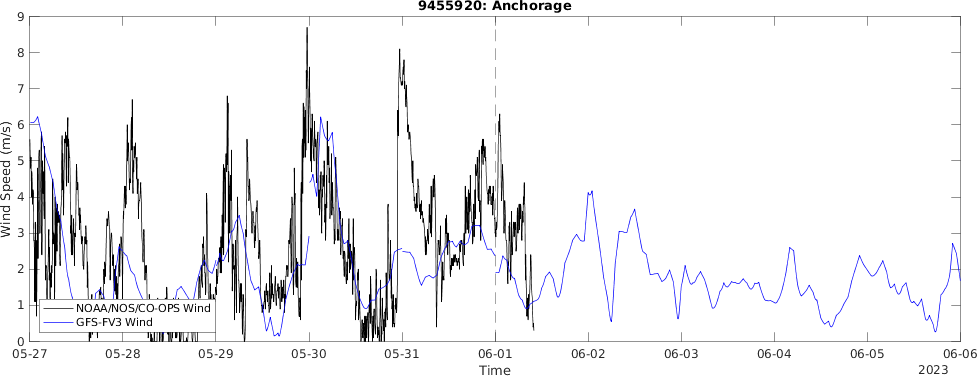 9455920: Anchorage
Wind Speed (m/s)
9
8
7
6
5
4
3
2
1
0
NOAA/NOS/CO-OPS Wind
GFS-FV3 Wind
05-27 05-28 05-29 05-30 05-31 06-01 06-02 06-03 06-04 06-05 06-06
Time
2023